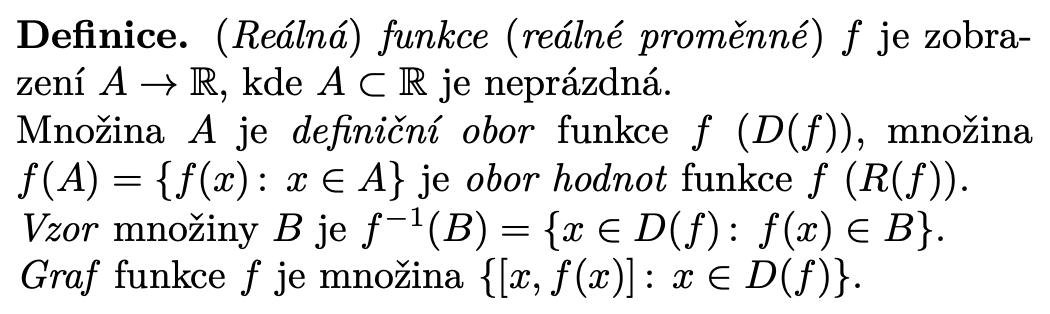 Definice. (Reálná) funkce (reálné proměnné) f je zobra-
zení A → ℝ, kde A ⊂ ℝ je neprázdná.
Množina A je definiční obor funkce f (D(f)), množina
f(A) = {f(x) : x ∈ A} je obor hodnot funkce f (R(f)).
Vzor množiny B je f⁻¹(B) = {x ∈ D(f) : f(x) ∈ B}.
Graf funkce f je množina {[x, f(x)] : x ∈ D(f)}.